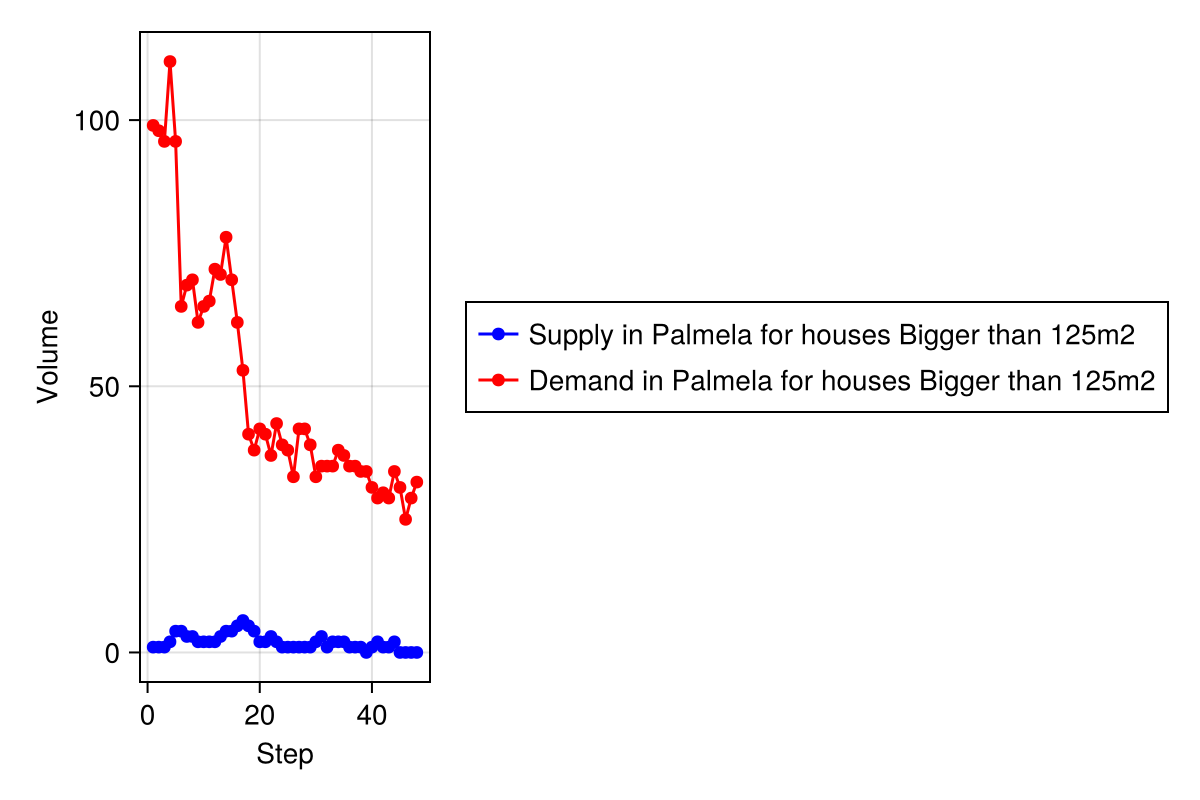 100
50
0
Volume
0 20 40
Step
Supply in Palmela for houses Bigger than 125m2
Demand in Palmela for houses Bigger than 125m2